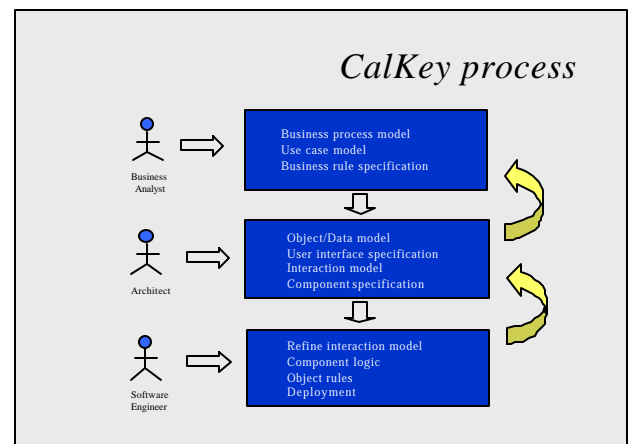 CalKey process
Business process model
Use case model
Business rule specification
Business
Analyst
Object/Data model
User interface specification
Interaction model
Component specification
Architect
Refine interaction model
Component logic
Object rules
Deployment
Software
Engineer